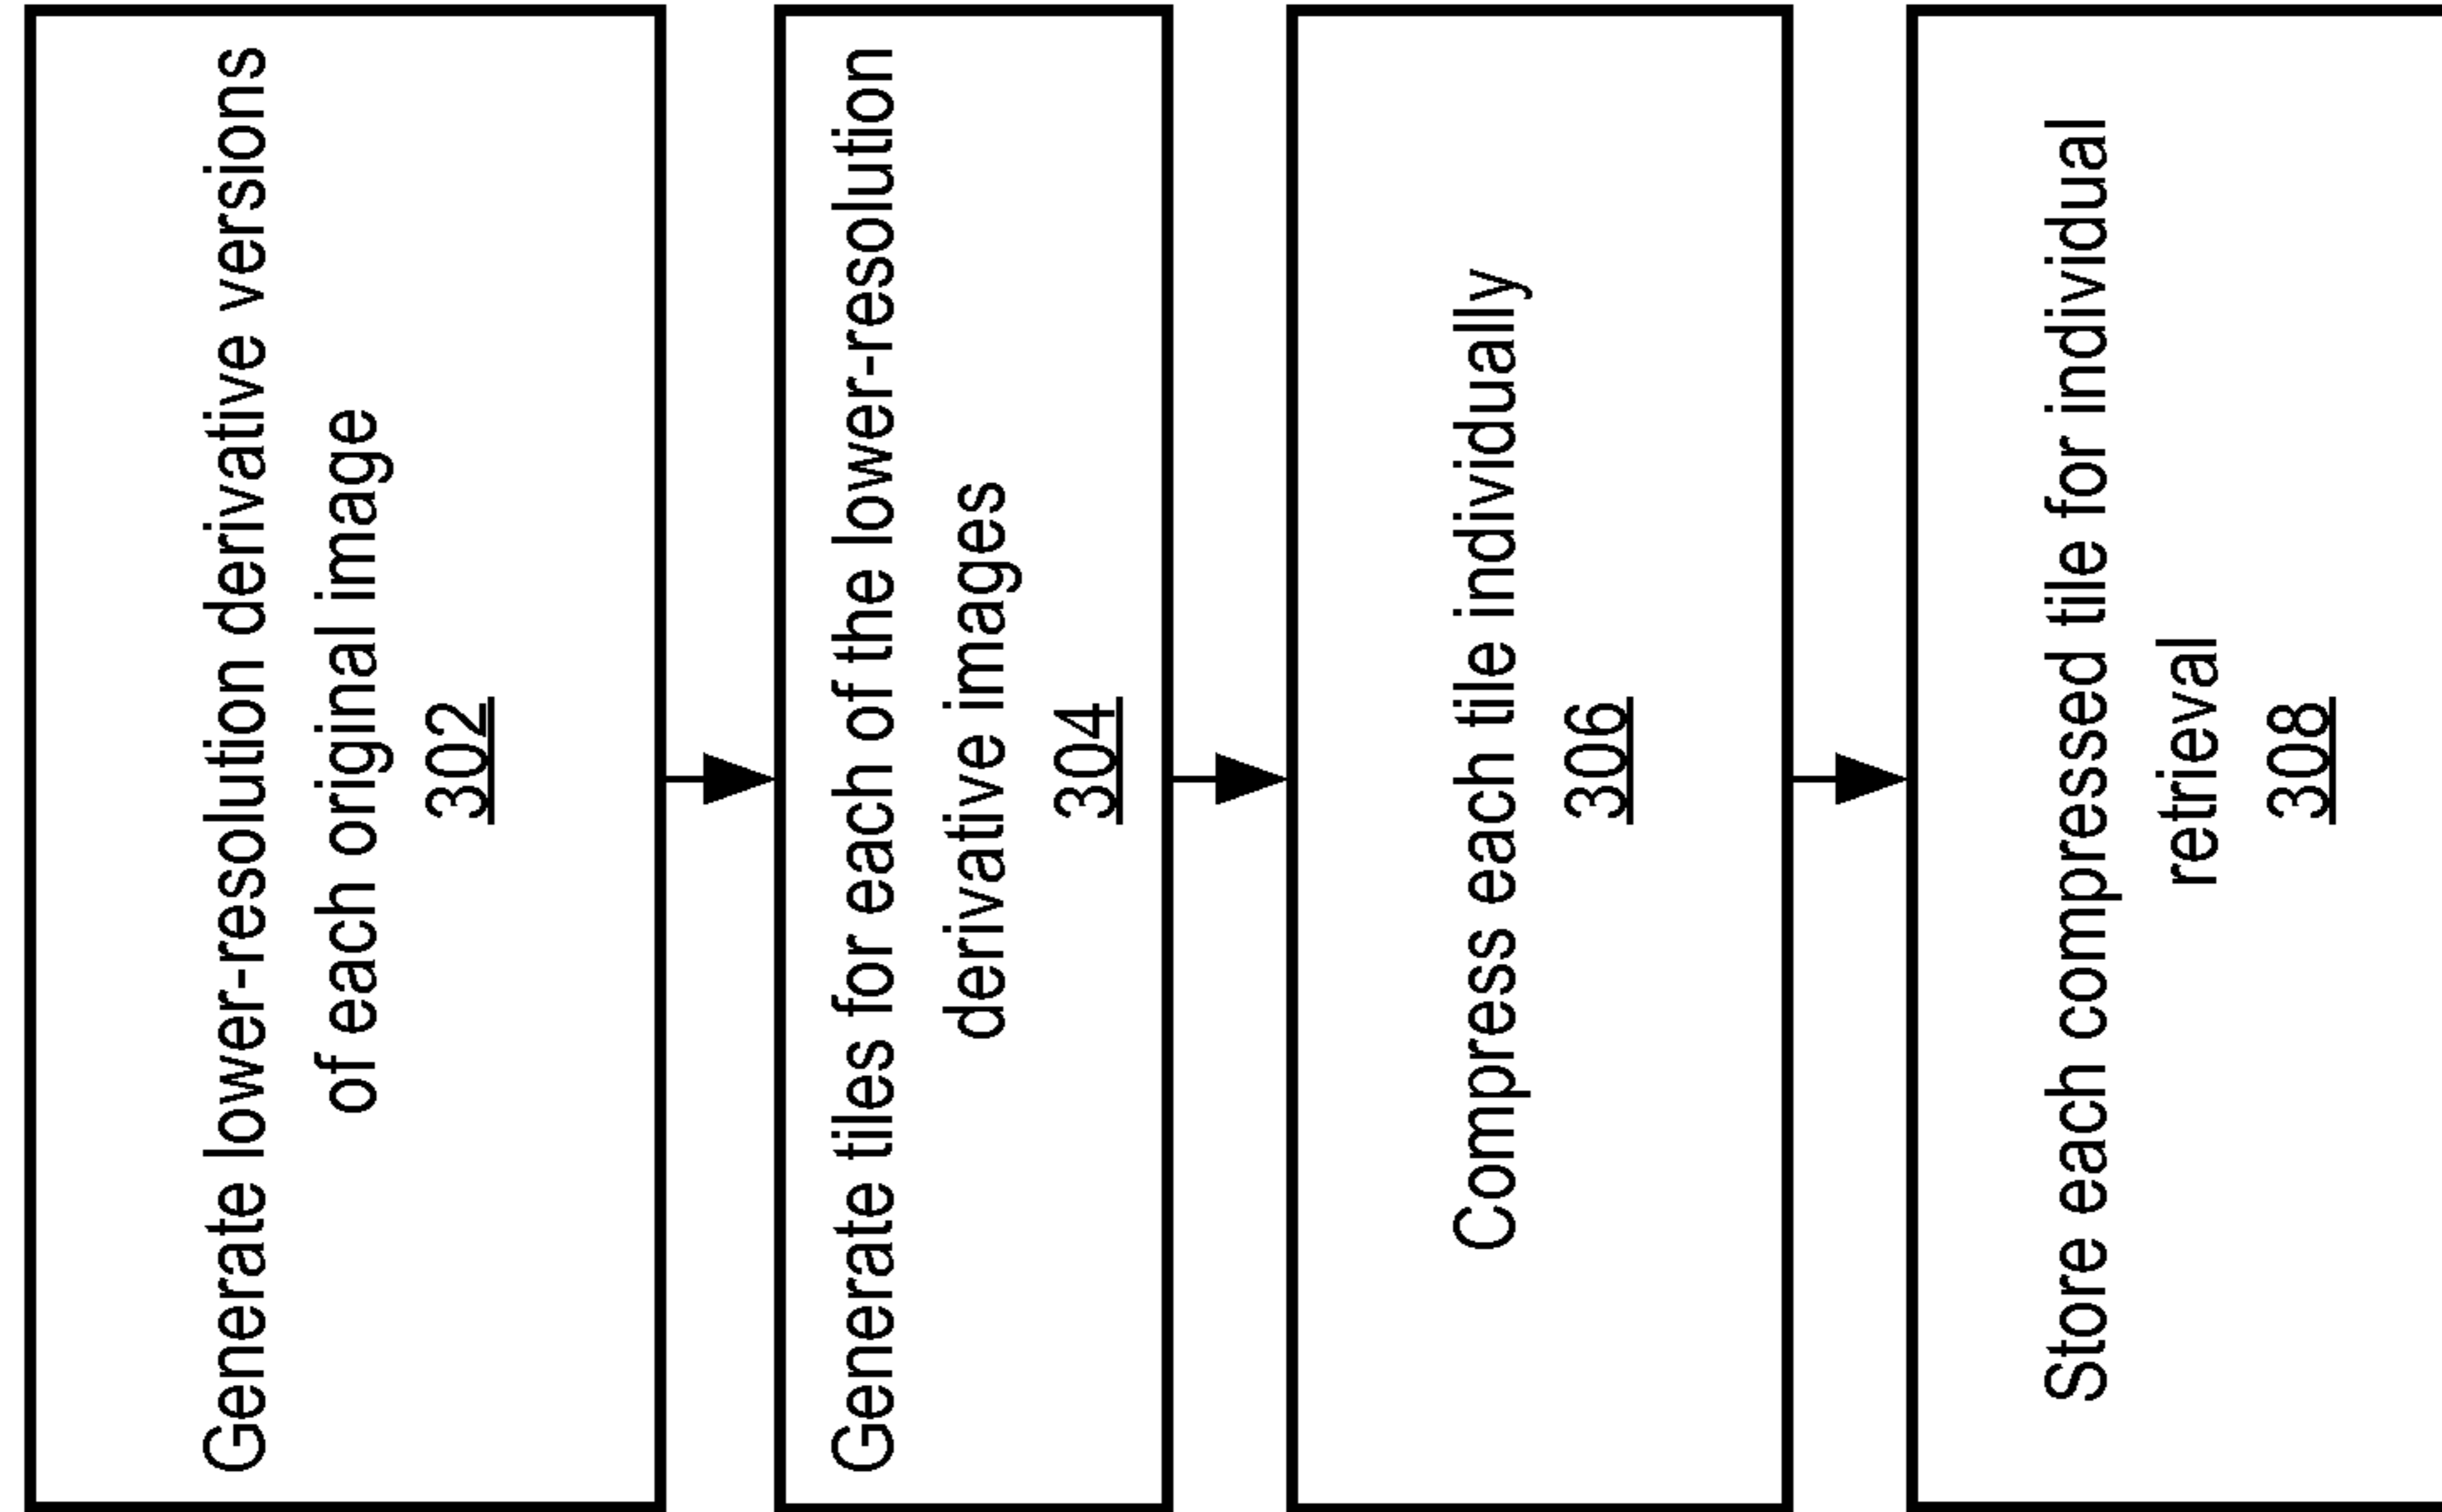 Generate lower-resolution derivative versions
of each original image
302
Generate tiles for each of the lower-resolution
derivative images
304
Compress each tile individually
306
Store each compressed tile for individual
retrieval
308